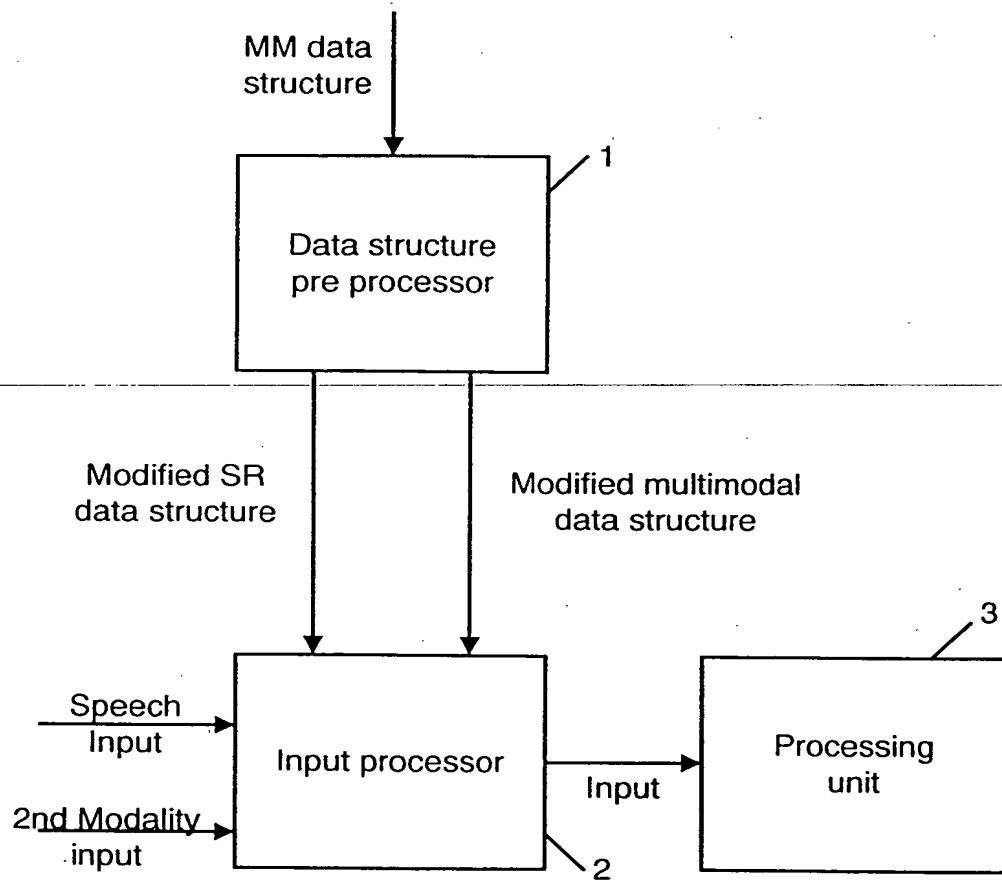 MM data
structure
1
Data structure
pre processor
Modified SR
data structure
Modified multimodal
data structure
3
Speech
Input
Input processor
Input
Processing
unit
2nd Modality
input
2